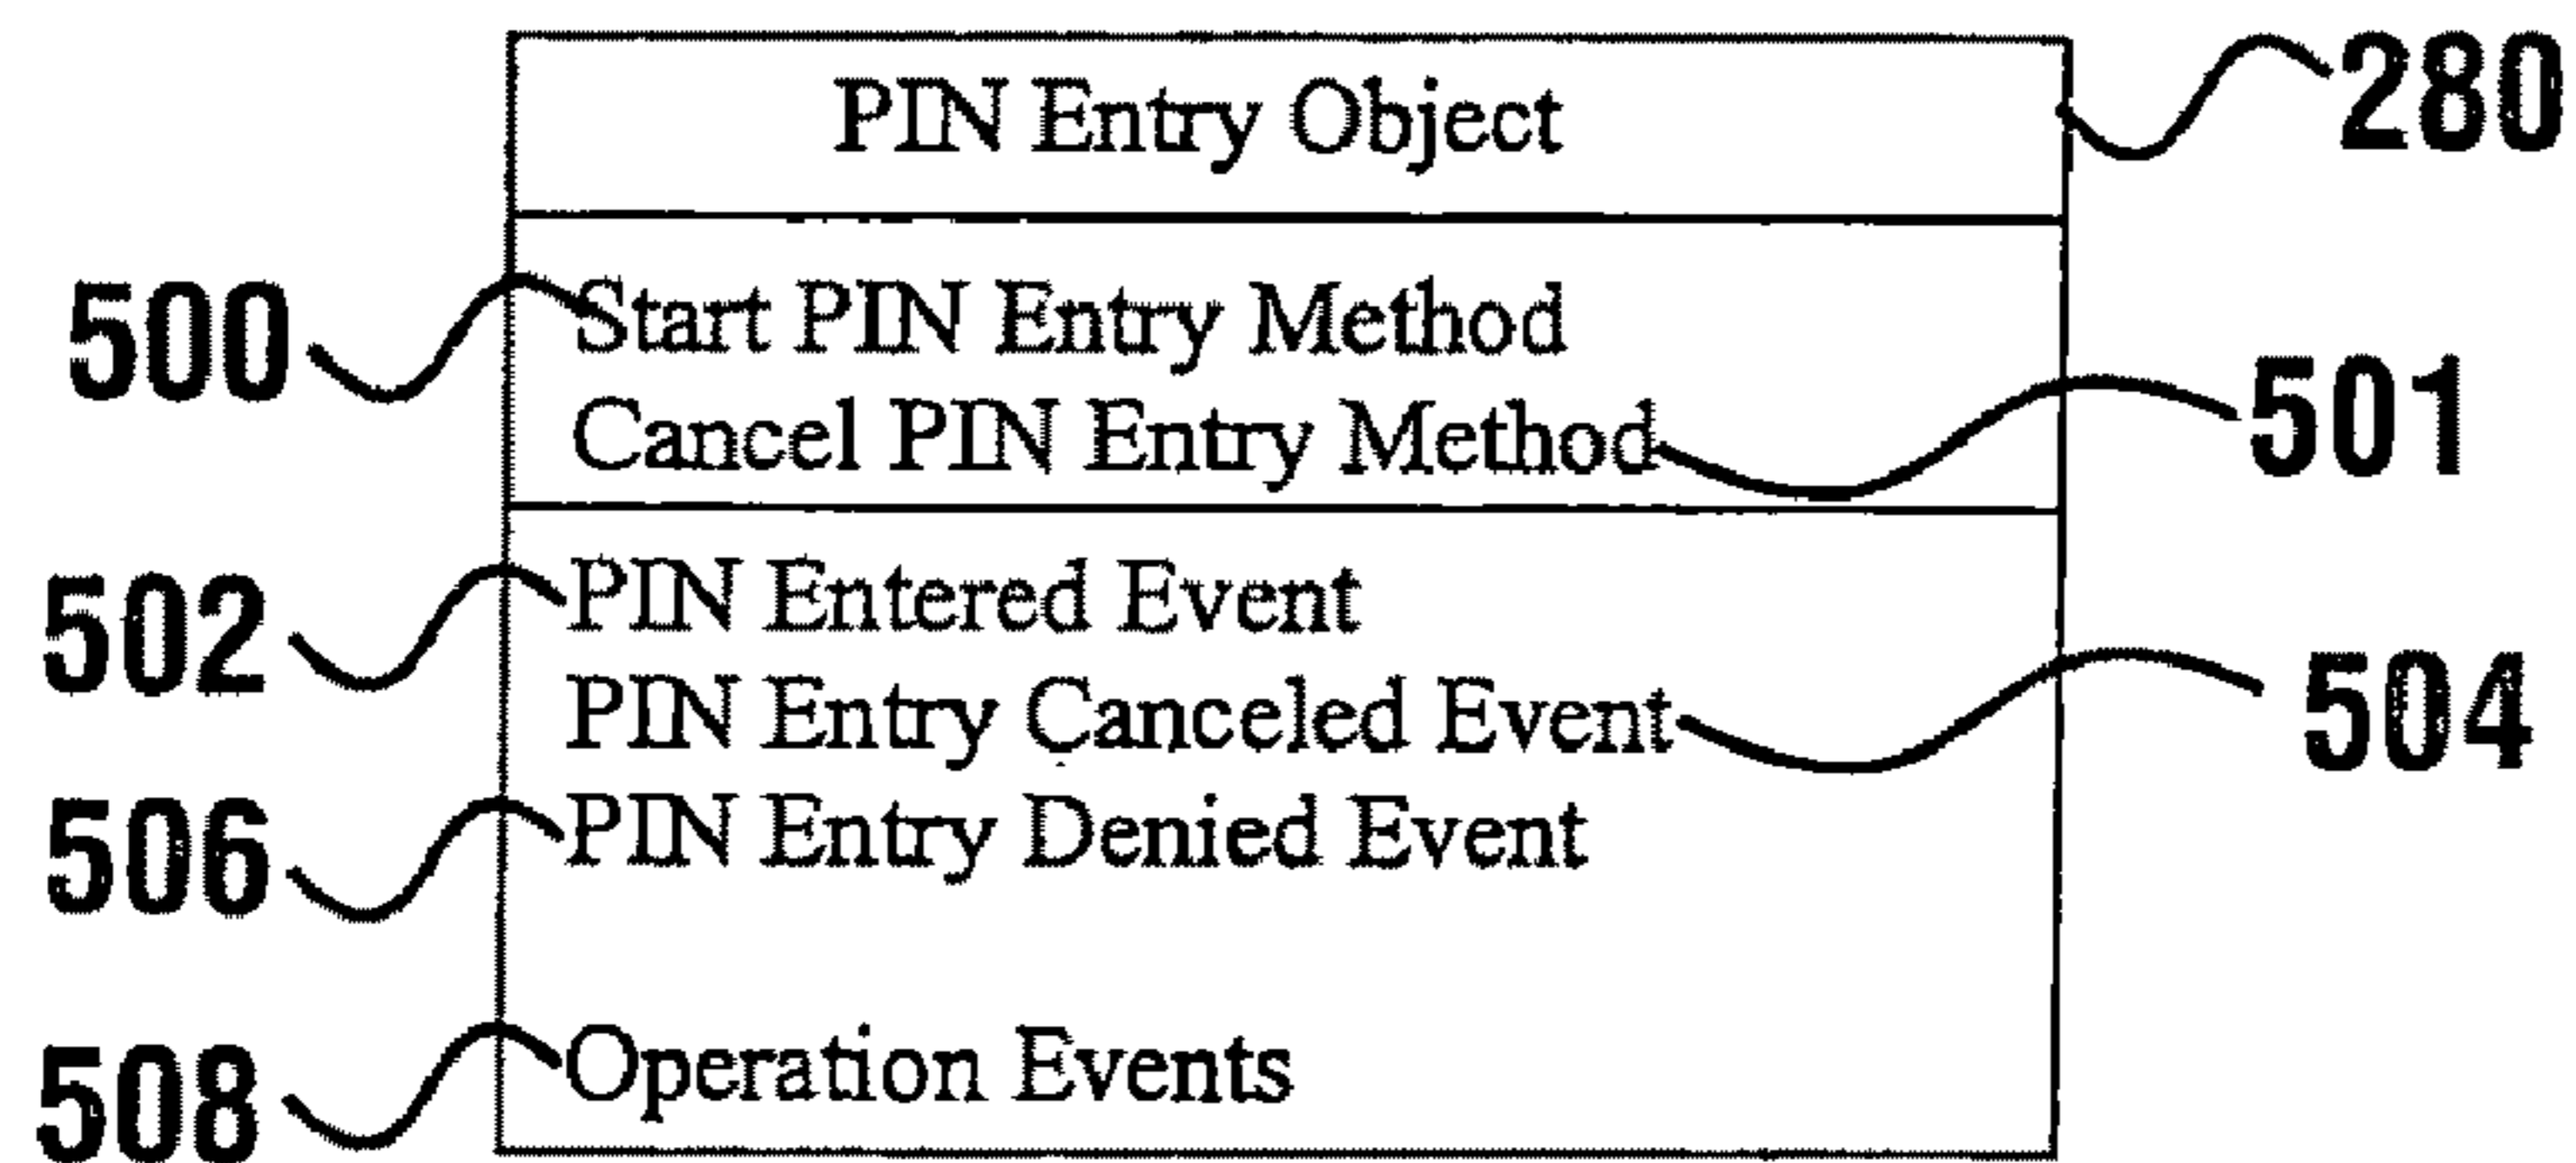 PIN Entry Object 280
500 Start PIN Entry Method
Cancel PIN Entry Method 501
502 PIN Entered Event
PIN Entry Canceled Event 504
506 PIN Entry Denied Event
508 Operation Events